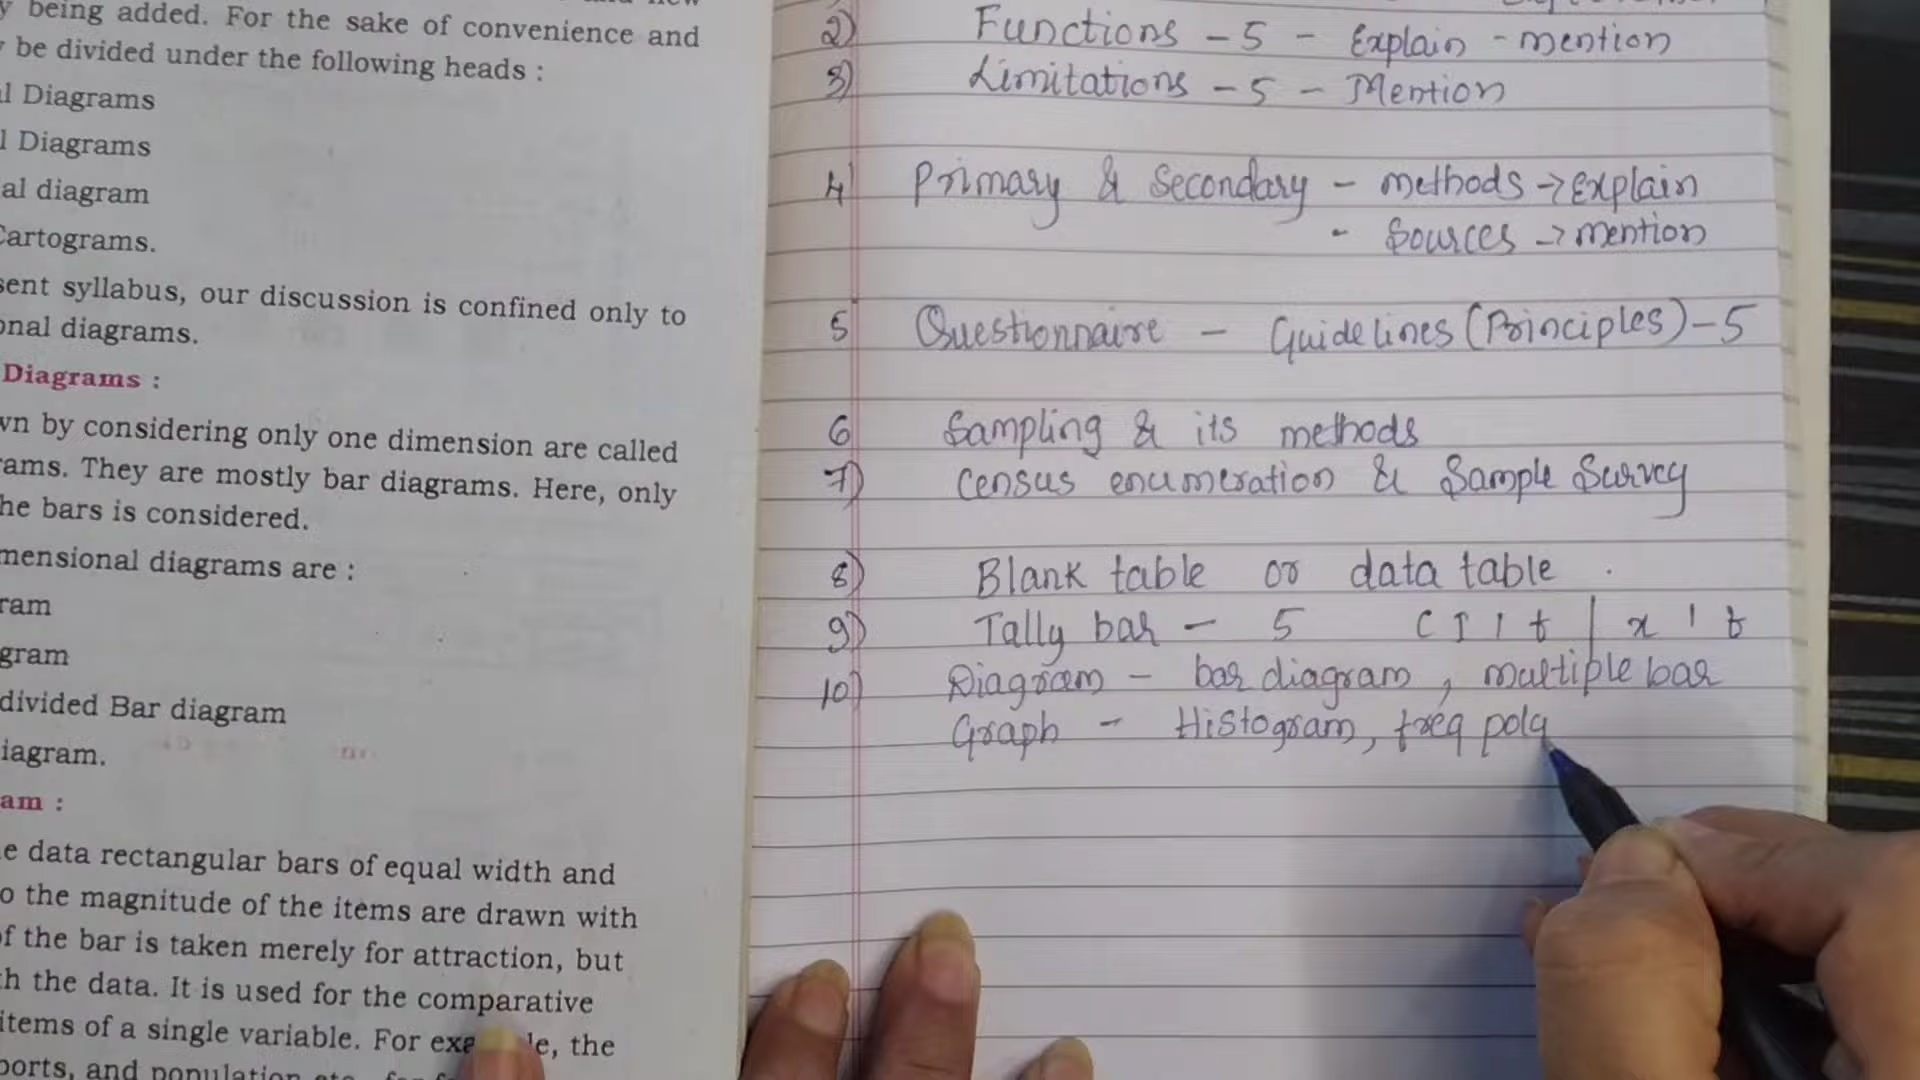 being added. For the sake of convenience and
be divided under the following heads :
l Diagrams
l Diagrams
al diagram
Cartograms.
sent syllabus, our discussion is confined only to
onal diagrams.
Diagrams :
wn by considering only one dimension are called
rams. They are mostly bar diagrams. Here, only
he bars is considered.
mensional diagrams are :
ram
gram
divided Bar diagram
iagram.
am :
e data rectangular bars of equal width and
o the magnitude of the items are drawn with
of the bar is taken merely for attraction, but
h the data. It is used for the comparative
items of a single variable. For the
ports, and population etc.
2) Functions - 5 - Explain - mention
3) Limitations - 5 - Mention
4) Primary & Secondary - methods → Explain
- Sources → mention
5 Questionnaire - Guidelines (Principles) - 5
6 Sampling & its methods
7) Census enumeration & Sample Survey
8) Blank table or data table .
9) Tally bar - 5 C I | f | x | f
10) Diagram - bar diagram , multiple bar
Graph - Histogram, freq poly